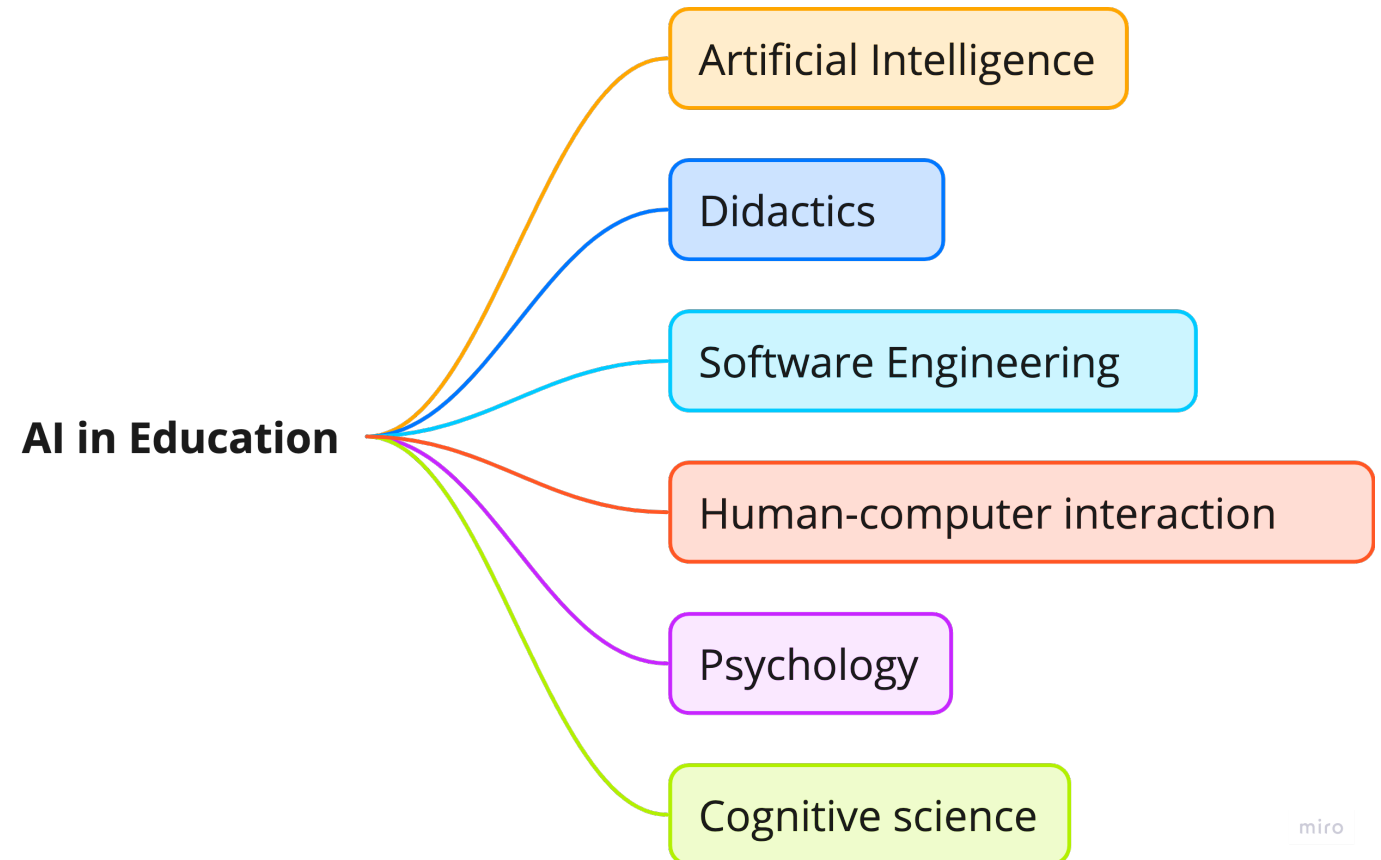 Artificial Intelligence
Didactics
Software Engineering
AI in Education
Human-computer interaction
Psychology
Cognitive science
miro